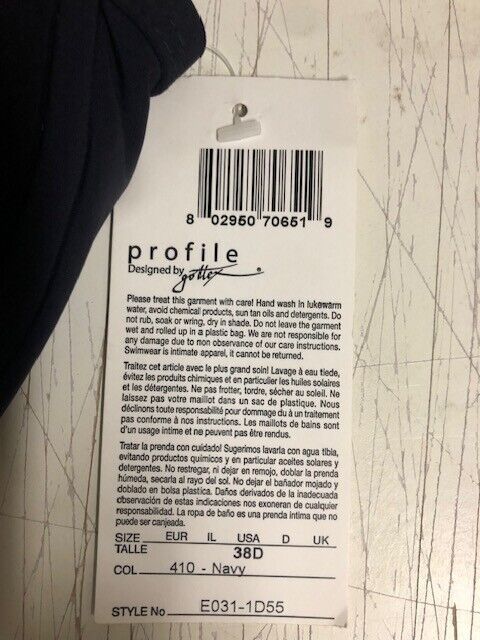 8 02950 70651 9
profile
Designed by gottex ®
Please treat this garment with care! Hand wash in lukewarm
water, avoid chemical products, sun tan oils and detergents. Do
not rub, soak or wring, dry in shade. Do not leave the garment
wet and rolled up in a plastic bag. We are not responsible for
any damage due to non observance of our care instructions.
Swimwear is intimate apparel, it cannot be returned.
Traitez cet article avec le plus grand soin! Lavage à eau tiede,
évitez les produits chimiques et en particulier les huiles solaires
et les détergentes. Ne pas frotter, tordre, sécher au soleil. Ne
laissez pas votre maillot dans un sac de plastique. Nous
déclinons toute responsabilité pour dommage du à un traitement
pas conforme à nos instructions. Les maillots de bains sont
d'un usage intime et ne peuvent pas être rendus.
Tratar la prenda con cuidado! Sugerimos lavarla con agua tibia,
evitando productos quimicos y en particular aceites solares y
detergentes. No restregar, ni dejar en remojo, doblar la prenda
húmeda, secarla al rayo del sol. No dejar el bañador mojado y
doblado en bolsa plastica. Daños derivados de la inadecuada
observación de estas indicaciones nos exoneran de cualquier
responsabilidad. La ropa de baño es una prenda intima que no
puede ser canjeada.
SIZE EUR IL USA D UK
TALLE 38D
COL 410 - Navy
STYLE No E031-1D55